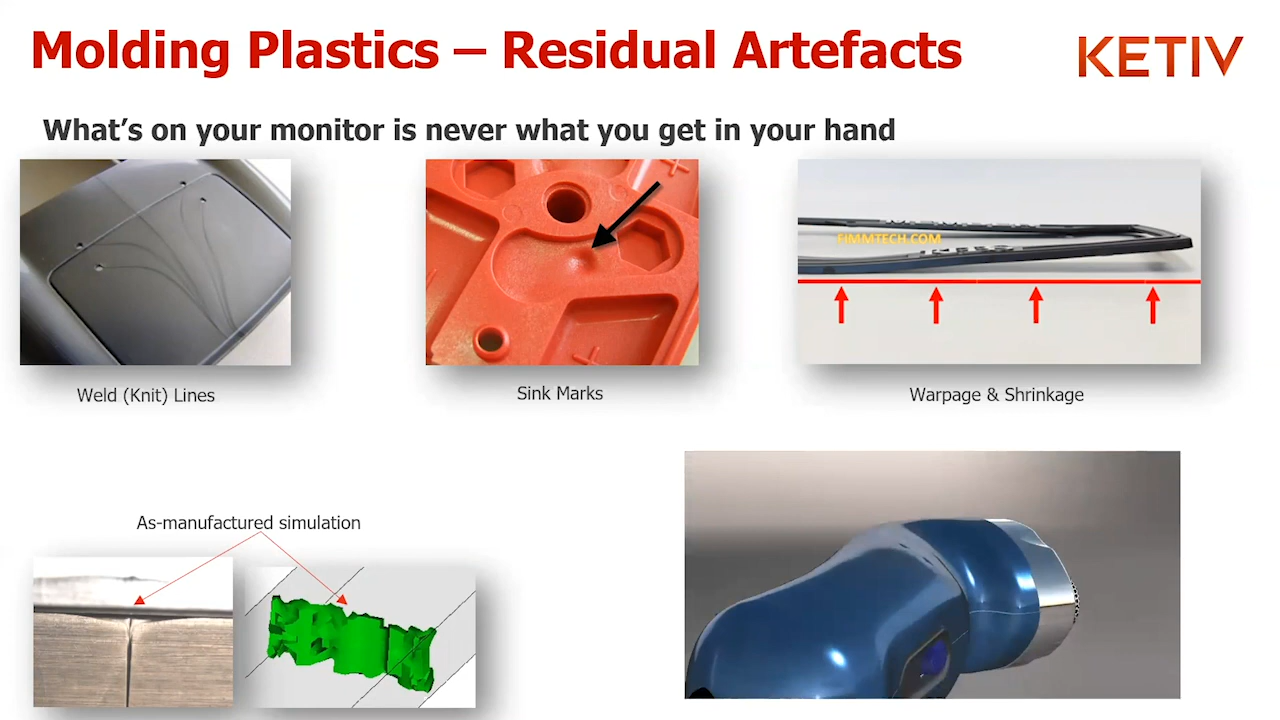 Molding Plastics – Residual Artefacts
KETIV
What's on your monitor is never what you get in your hand
FIMMTECH.COM
Weld (Knit) Lines
Sink Marks
Warpage & Shrinkage
As-manufactured simulation